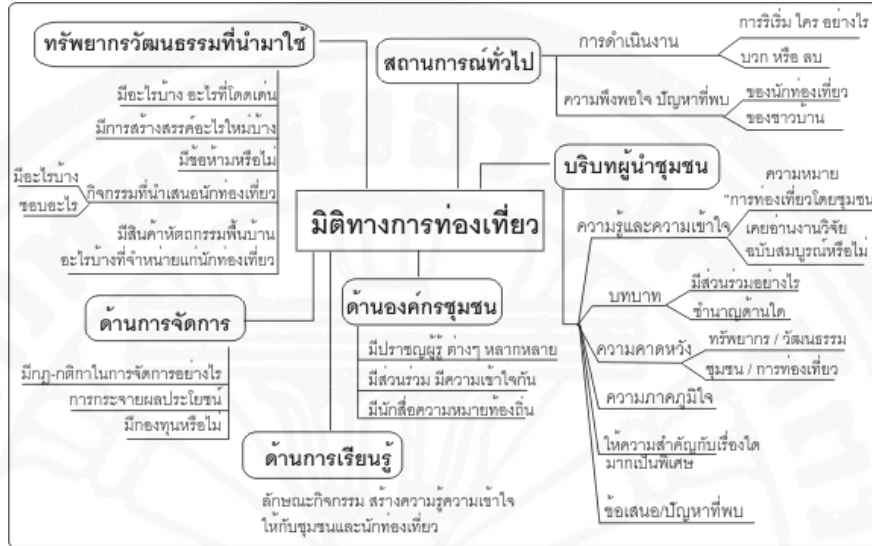 ทรัพยากรวัฒนธรรมที่นำมาใช้
มีอะไรบ้าง อะไรที่โดดเด่น
มีการสร้างสรรค์อะไรใหม่บ้าง
มีข้อห้ามหรือไม่
มีอะไรบ้าง
ชอบอะไร
กิจกรรมที่นำเสนอนักท่องเที่ยว
มีสินค้าหัตถกรรมพื้นบ้าน
อะไรบ้างที่จำหน่ายแก่นักท่องเที่ยว
สถานการณ์ทั่วไป
การดำเนินงาน
การริเริ่ม ใคร อย่างไร
บวก หรือ ลบ
ความพึงพอใจ ปัญหาที่พบ
ของนักท่องเที่ยว
ของชาวบ้าน
มิติทางการท่องเที่ยว
บริบทผู้นำชุมชน
ความรู้และความเข้าใจ
ความหมาย
"การท่องเที่ยวโดยชุมชน
เคยอ่านงานวิจัย
ฉบับสมบูรณ์หรือไม่
บทบาท
มีส่วนร่วมอย่างไร
ชำนาญด้านใด
ความคาดหวัง
ทรัพยากร / วัฒนธรรม
ชุมชน / การท่องเที่ยว
ความภาคภูมิใจ
ให้ความสำคัญกับเรื่องใด
มากเป็นพิเศษ
ข้อเสนอ/ปัญหาที่พบ
ด้านการจัดการ
มีกฎ-กติกาในการจัดการอย่างไร
การกระจายผลประโยชน์
มีกองทุนหรือไม่
ด้านองค์กรชุมชน
มีปราชญผู้รู้ ต่างๆ หลากหลาย
มีส่วนร่วม มีความเข้าใจกัน
มีนักสื่อความหมายท้องถิ่น
ด้านการเรียนรู้
ลักษณะกิจกรรม สร้างความรู้ความเข้าใจ
ให้กับชุมชนและนักท่องเที่ยว